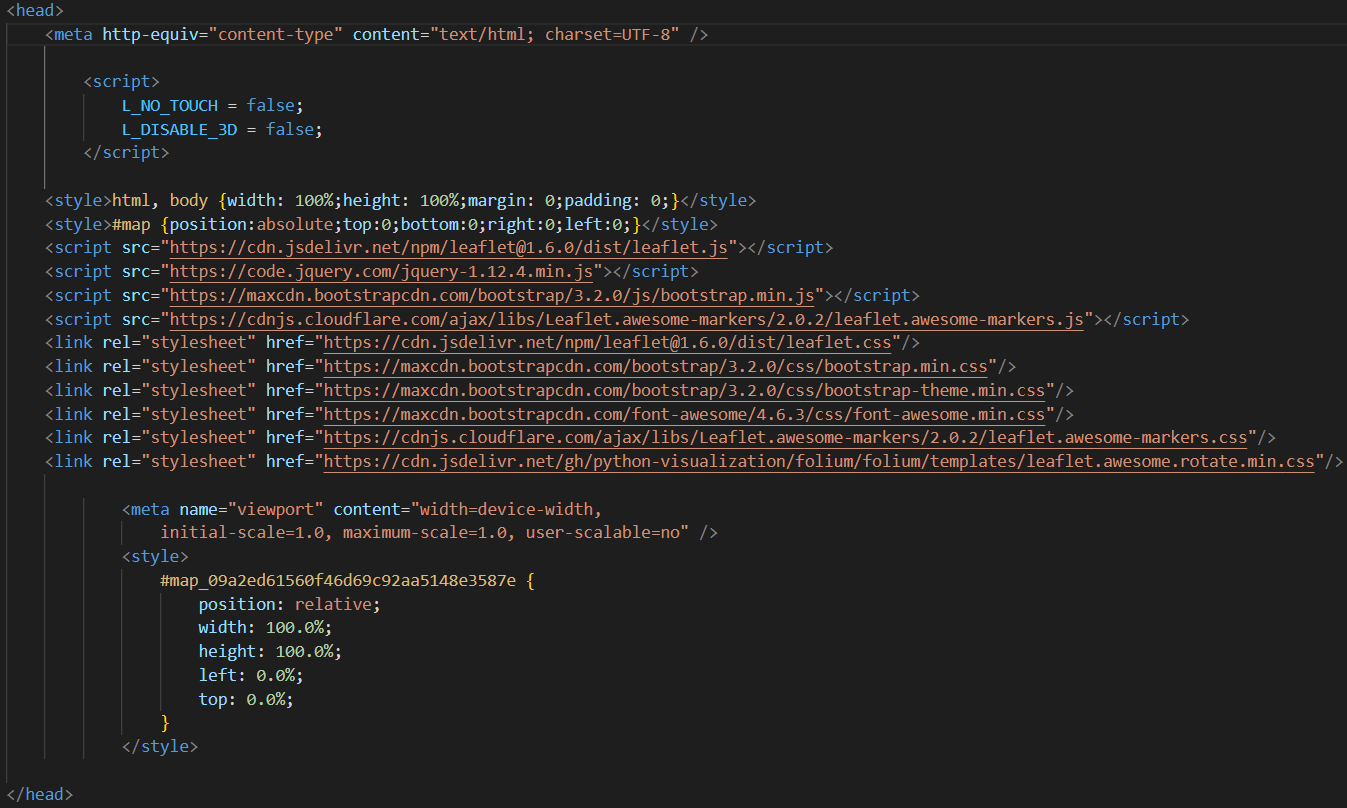 <head>
<meta http-equiv="content-type" content="text/html; charset=UTF-8" />
<script>
L_NO_TOUCH = false;
L_DISABLE_3D = false;
</script>
<style>html, body {width: 100%;height: 100%;margin: 0;padding: 0;}</style>
<style>#map {position:absolute;top:0;bottom:0;right:0;left:0;}</style>
<script src="https://cdn.jsdelivr.net/npm/leaflet@1.6.0/dist/leaflet.js"></script>
<script src="https://code.jquery.com/jquery-1.12.4.min.js"></script>
<script src="https://maxcdn.bootstrapcdn.com/bootstrap/3.2.0/js/bootstrap.min.js"></script>
<script src="https://cdnjs.cloudflare.com/ajax/libs/Leaflet.awesome-markers/2.0.2/leaflet.awesome-markers.js"></script>
<link rel="stylesheet" href="https://cdn.jsdelivr.net/npm/leaflet@1.6.0/dist/leaflet.css"/>
<link rel="stylesheet" href="https://maxcdn.bootstrapcdn.com/bootstrap/3.2.0/css/bootstrap.min.css"/>
<link rel="stylesheet" href="https://maxcdn.bootstrapcdn.com/bootstrap/3.2.0/css/bootstrap-theme.min.css"/>
<link rel="stylesheet" href="https://maxcdn.bootstrapcdn.com/font-awesome/4.6.3/css/font-awesome.min.css"/>
<link rel="stylesheet" href="https://cdnjs.cloudflare.com/ajax/libs/Leaflet.awesome-markers/2.0.2/leaflet.awesome-markers.css"/>
<link rel="stylesheet" href="https://cdn.jsdelivr.net/gh/python-visualization/folium/folium/templates/leaflet.awesome.rotate.min.css"/>
<meta name="viewport" content="width=device-width,
initial-scale=1.0, maximum-scale=1.0, user-scalable=no" />
<style>
#map_09a2ed61560f46d69c92aa5148e3587e {
position: relative;
width: 100.0%;
height: 100.0%;
left: 0.0%;
top: 0.0%;
}
</style>
</head>